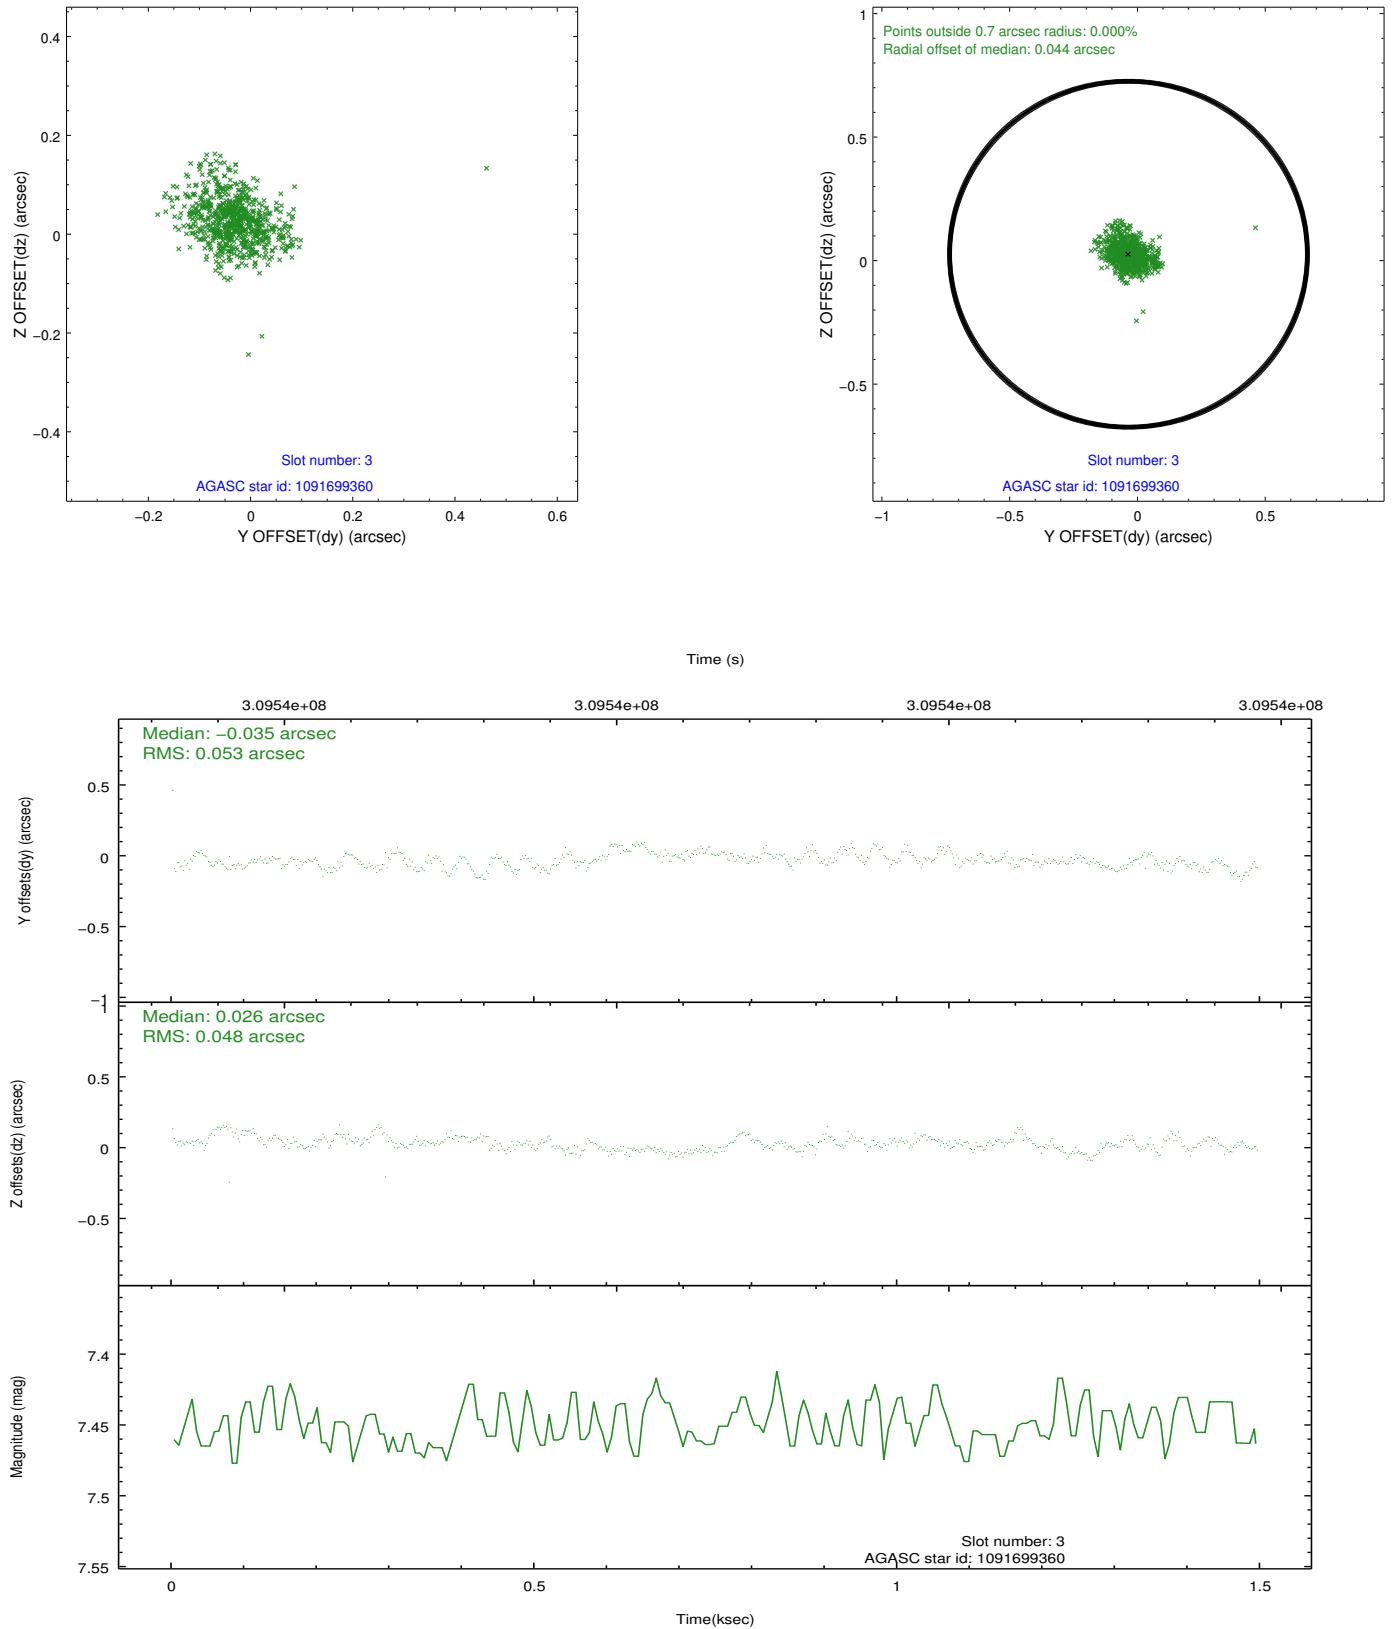 0.4
0.2
0
−0.2
−0.4
Z OFFSET(dz) (arcsec)
Slot number: 3
AGASC star id: 1091699360
−0.2 0 0.2 0.4 0.6
Y OFFSET(dy) (arcsec)
Points outside 0.7 arcsec radius: 0.000%
Radial offset of median: 0.044 arcsec
1
0.5
0
−0.5
Z OFFSET(dz) (arcsec)
Slot number: 3
AGASC star id: 1091699360
−1 −0.5 0 0.5
Y OFFSET(dy) (arcsec)
Time (s)
3.0954e+08 3.0954e+08 3.0954e+08 3.0954e+08
Median: −0.035 arcsec
RMS: 0.053 arcsec
0.5
0
−0.5
−1
Y offsets(dy) (arcsec)
Median: 0.026 arcsec
RMS: 0.048 arcsec
1
0.5
0
−0.5
Z offsets(dz) (arcsec)
7.4
7.45
7.5
7.55
Magnitude (mag)
Slot number: 3
AGASC star id: 1091699360
0 0.5 1 1.5
Time(ksec)